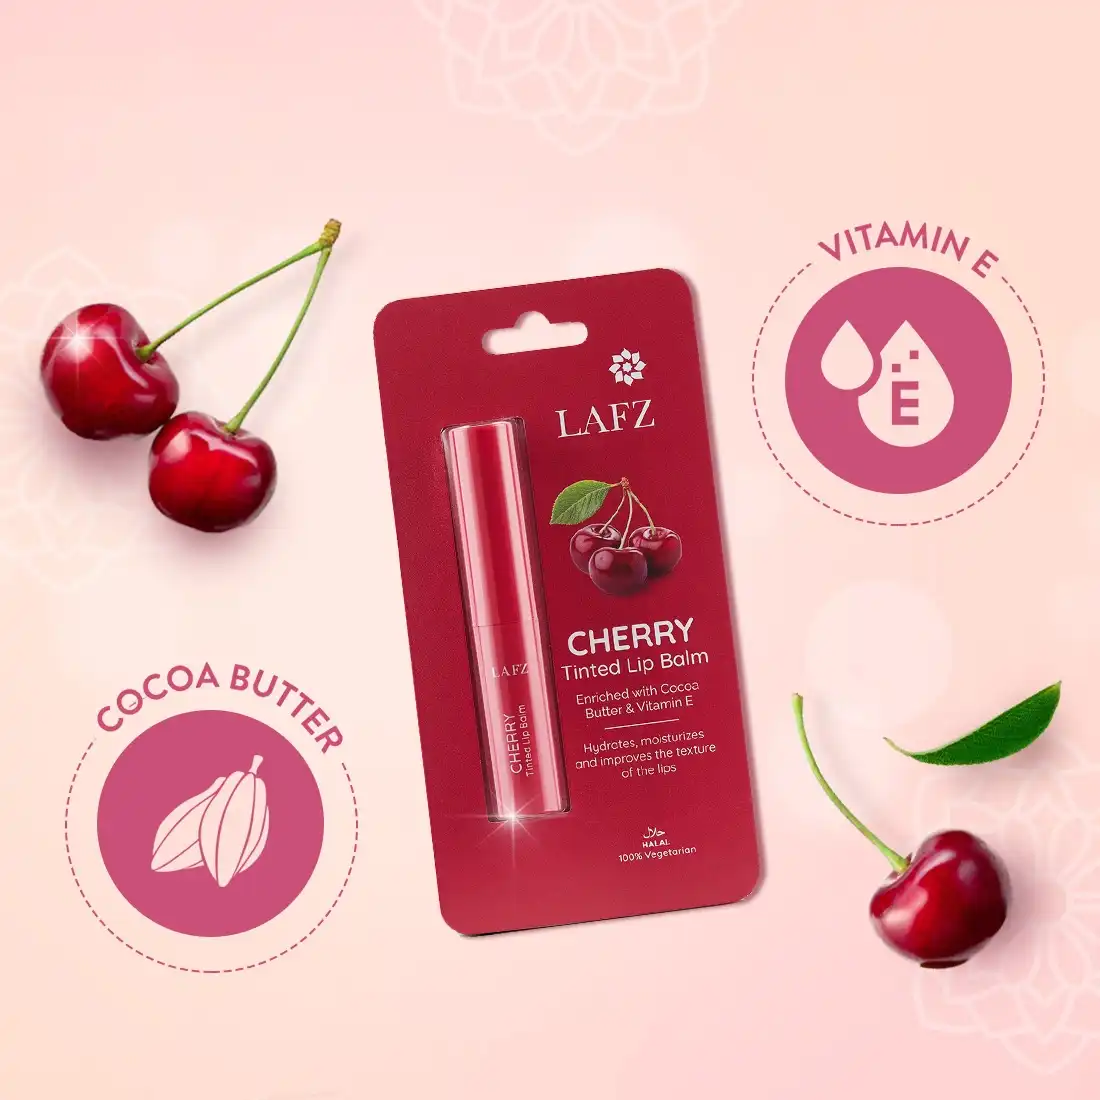 VITAMIN E
E
LAFZ
CHERRY
Tinted Lip Balm
Enriched with Cocoa
Butter & Vitamin E
Hydrates, moisturizes
and improves the texture
of the lips
حلال
HALAL
100% Vegetarian
LAFZ
CHERRY
Tinted Lip Balm
COCOA BUTTER